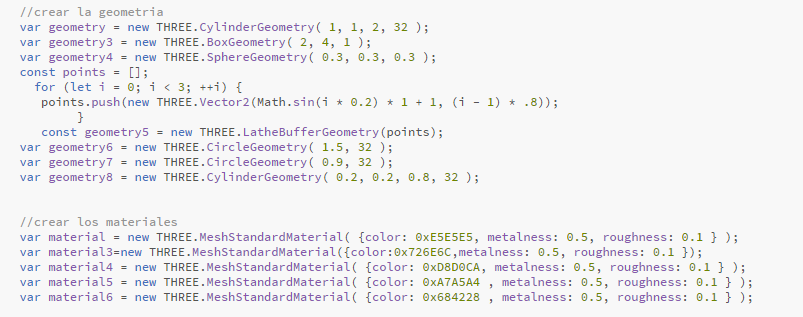 //crear la geometria
var geometry = new THREE.CylinderGeometry( 1, 1, 2, 32 );
var geometry3 = new THREE.BoxGeometry( 2, 4, 1 );
var geometry4 = new THREE.SphereGeometry( 0.3, 0.3, 0.3 );
const points = [];
for (let i = 0; i < 3; ++i) {
points.push(new THREE.Vector2(Math.sin(i * 0.2) * 1 + 1, (i - 1) * .8));
}
const geometry5 = new THREE.LatheBufferGeometry(points);
var geometry6 = new THREE.CircleGeometry( 1.5, 32 );
var geometry7 = new THREE.CircleGeometry( 0.9, 32 );
var geometry8 = new THREE.CylinderGeometry( 0.2, 0.2, 0.8, 32 );
//crear los materiales
var material = new THREE.MeshStandardMaterial( {color: 0xE5E5E5, metalness: 0.5, roughness: 0.1 } );
var material3=new THREE.MeshStandardMaterial({color:0x726E6C,metalness: 0.5, roughness: 0.1 });
var material4 = new THREE.MeshStandardMaterial( {color: 0xD8D0CA, metalness: 0.5, roughness: 0.1 } );
var material5 = new THREE.MeshStandardMaterial( {color: 0xA7A5A4 , metalness: 0.5, roughness: 0.1 } );
var material6 = new THREE.MeshStandardMaterial( {color: 0x684228 , metalness: 0.5, roughness: 0.1 } );